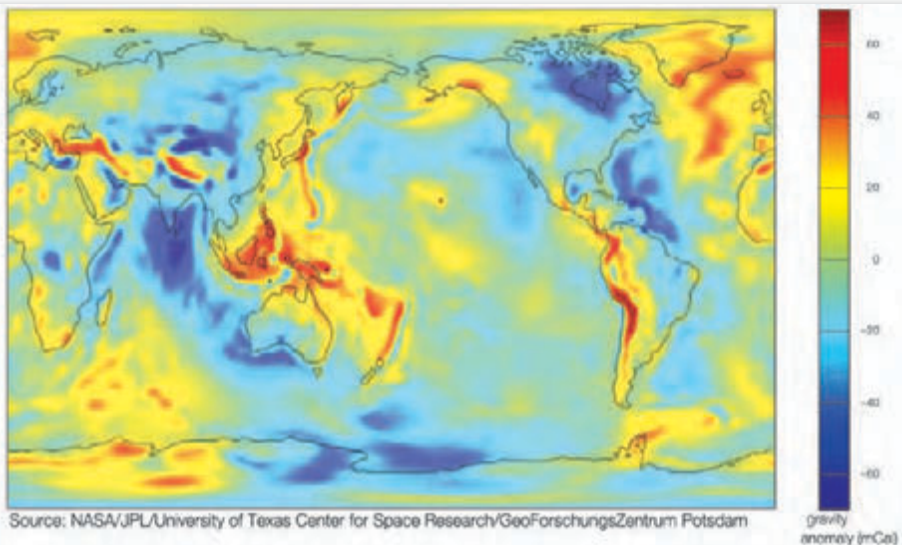 60
40
20
0
-20
-40
-60
Source: NASA/JPL/University of Texas Center for Space Research/GeoForschungsZentrum Potsdam
gravity
anomaly (mGal)